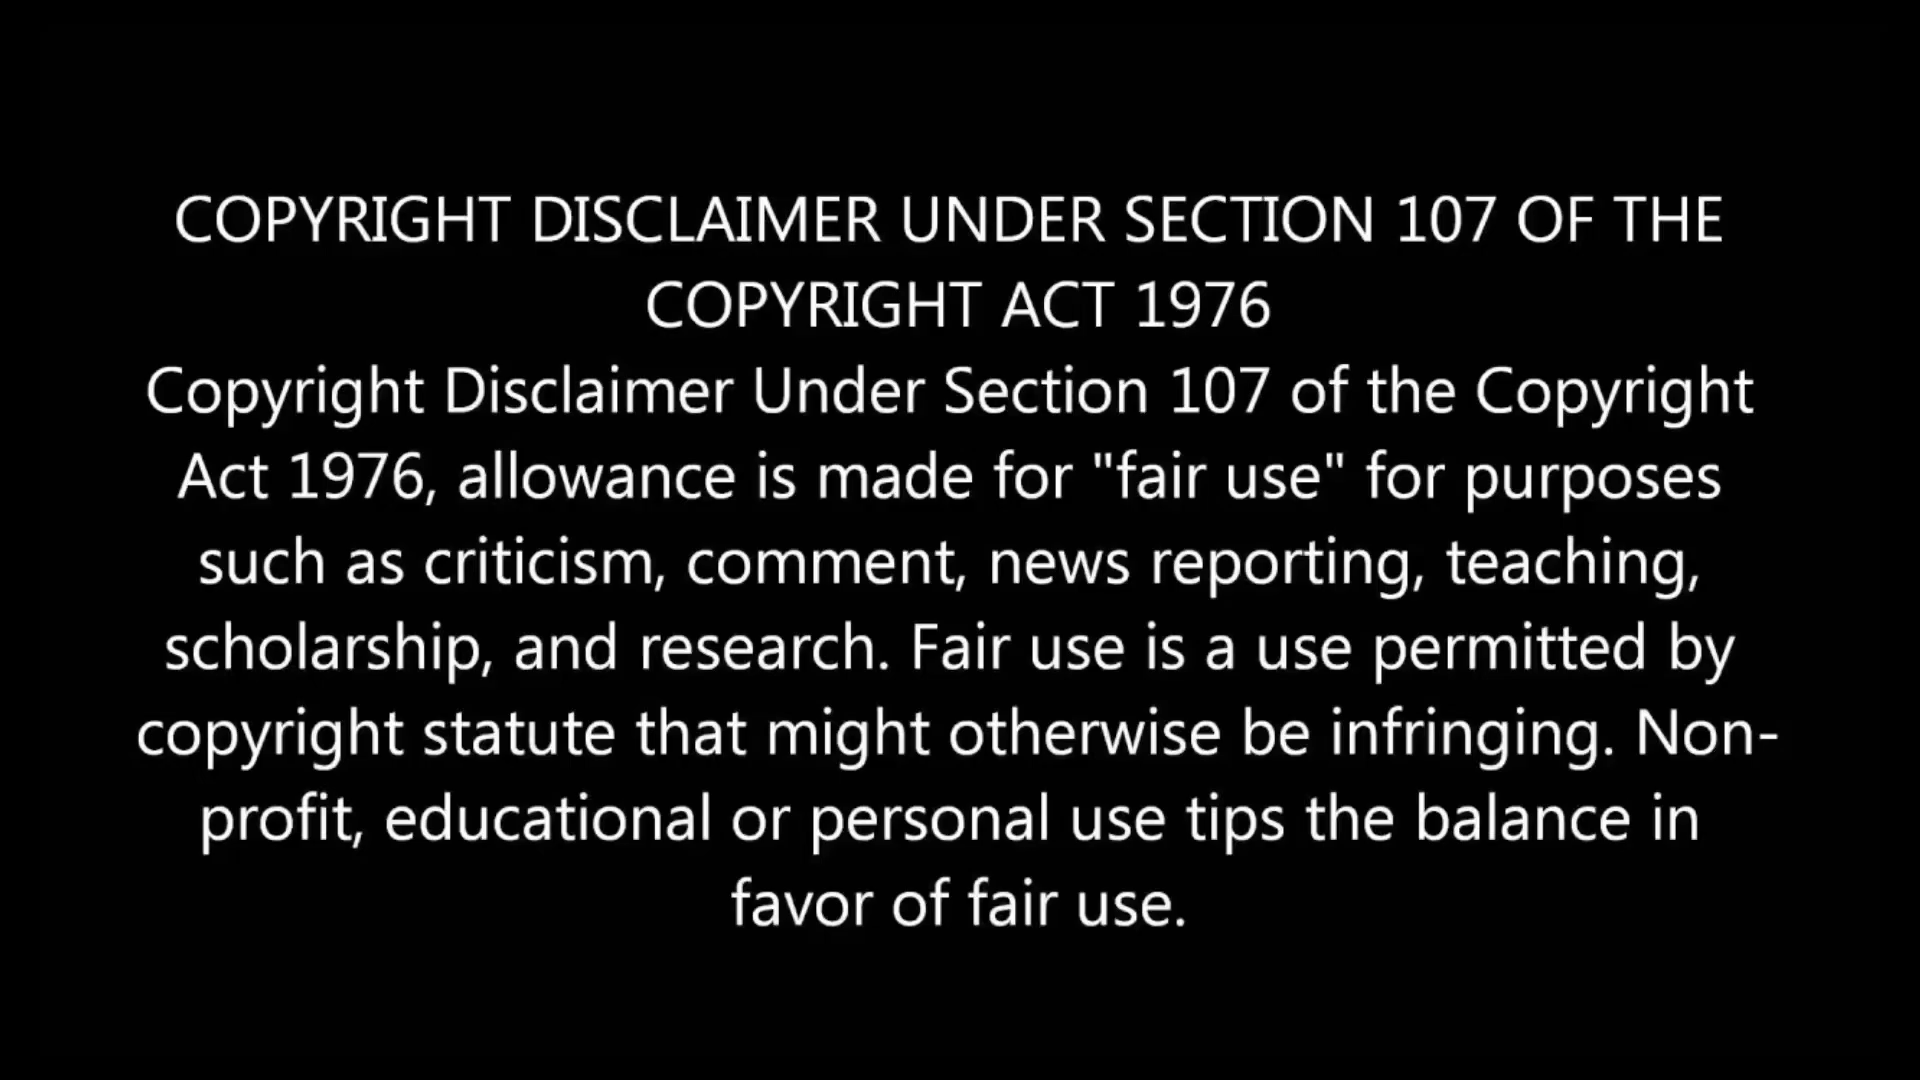 COPYRIGHT DISCLAIMER UNDER SECTION 107 OF THE
COPYRIGHT ACT 1976
Copyright Disclaimer Under Section 107 of the Copyright
Act 1976, allowance is made for "fair use" for purposes
such as criticism, comment, news reporting, teaching,
scholarship, and research. Fair use is a use permitted by
copyright statute that might otherwise be infringing. Non-
profit, educational or personal use tips the balance in
favor of fair use.